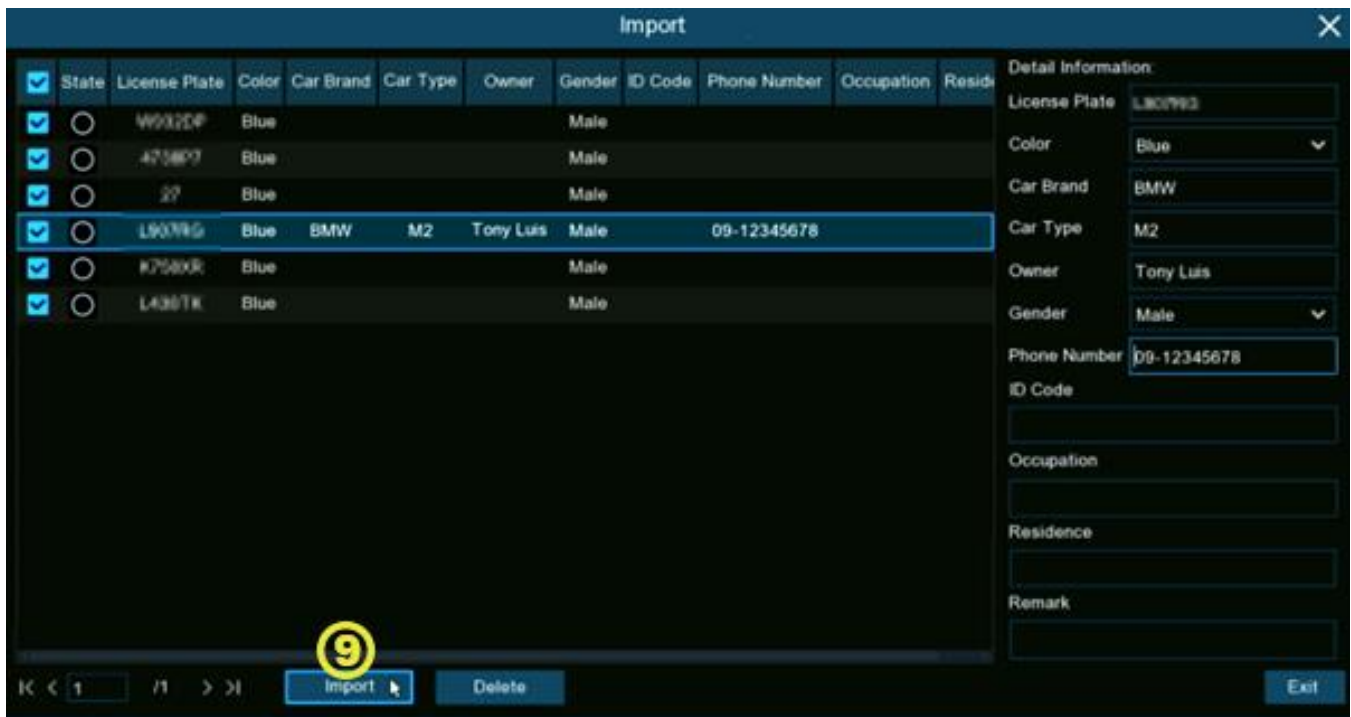 Import
State License Plate Color Car Brand Car Type Owner Gender ID Code Phone Number Occupation Reside
Blue Male
Blue Male
Blue Male
Blue BMW M2 Tony Luis Male 09-12345678
Blue Male
Blue Male
Detail Information:
License Plate
Color Blue
Car Brand BMW
Car Type M2
Owner Tony Luis
Gender Male
Phone Number 09-12345678
ID Code
Occupation
Residence
Remark
9
1 /1 Import Delete Exit